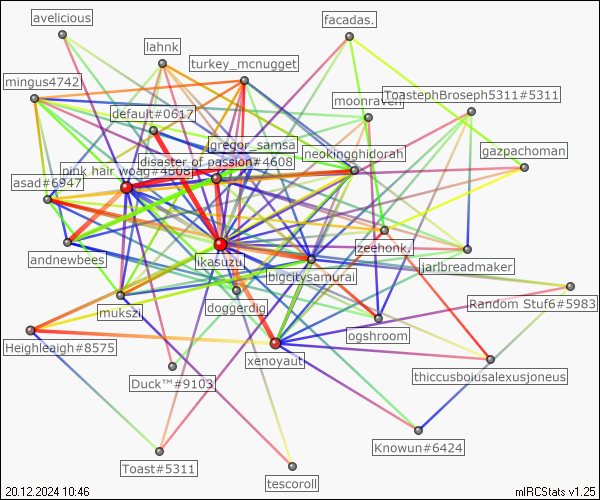 avelicious
facadas.
lahnk
turkey_mcnugget
mingus4742
moonraven
ToastephBroseph5311#5311
default#0617
gregor_samsa
neokingghidorah
disaster of passion#4608
pink hair woag#4608
gazpachoman
asad#6947
andnewbees
ikasuzu
zeehonk.
jarlbreadmaker
bigcitysamurai
doggerdig
Random Stuf6#5983
mukszi
ogshroom
Heighleaigh#8575
xenoyaut
thiccusboiusalexusjoneus
Duck™#9103
Knowun#6424
Toast#5311
tescoroll
20.12.2024 10:46
mIRCStats v1.25